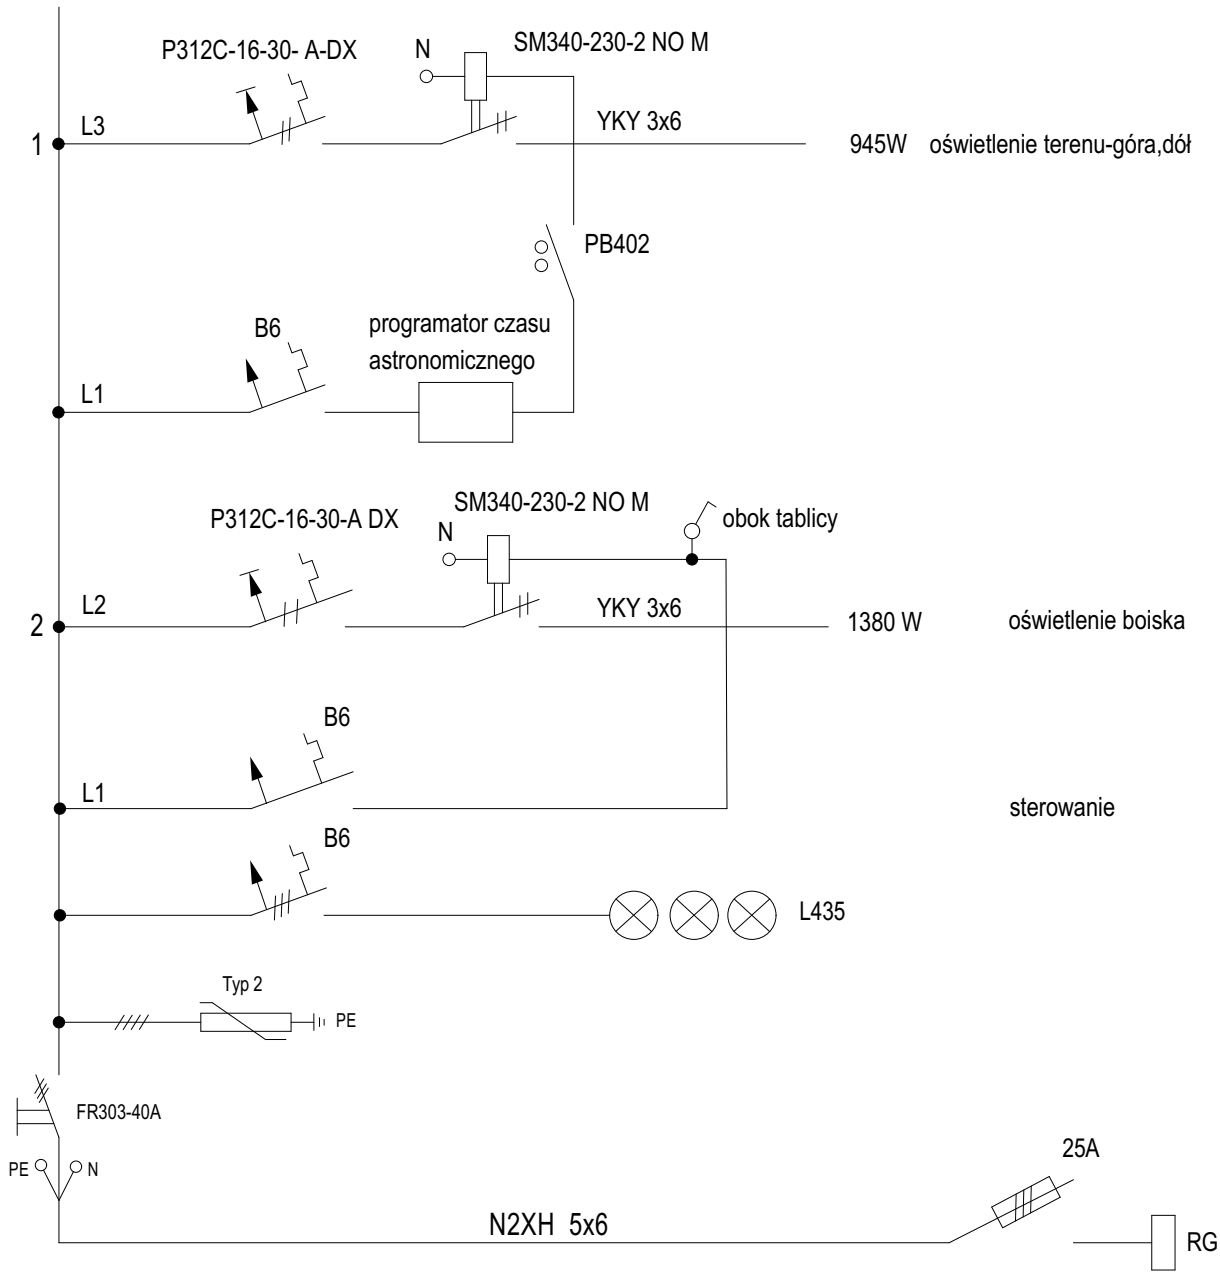 P312C-16-30- A-DX
N
SM340-230-2 NO M
L3
YKY 3x6
1
945W oświetlenie terenu-góra,dół
PB402
B6
programator czasu
astronomicznego
L1
SM340-230-2 NO M
P312C-16-30-A DX
N
obok tablicy
L2
YKY 3x6
2
1380 W
oświetlenie boiska
B6
L1
sterowanie
B6
L435
Typ 2
PE
FR303-40A
PE
N
25A
N2XH 5x6
RG